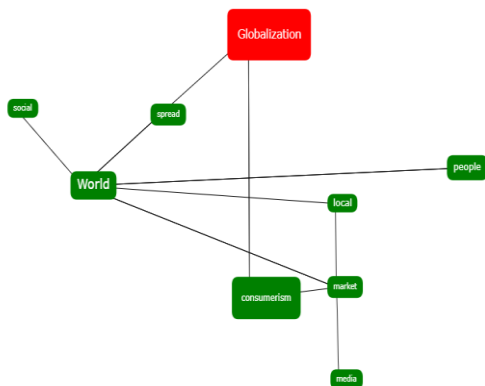 Globalization
social
spread
people
World
local
market
consumerism
media